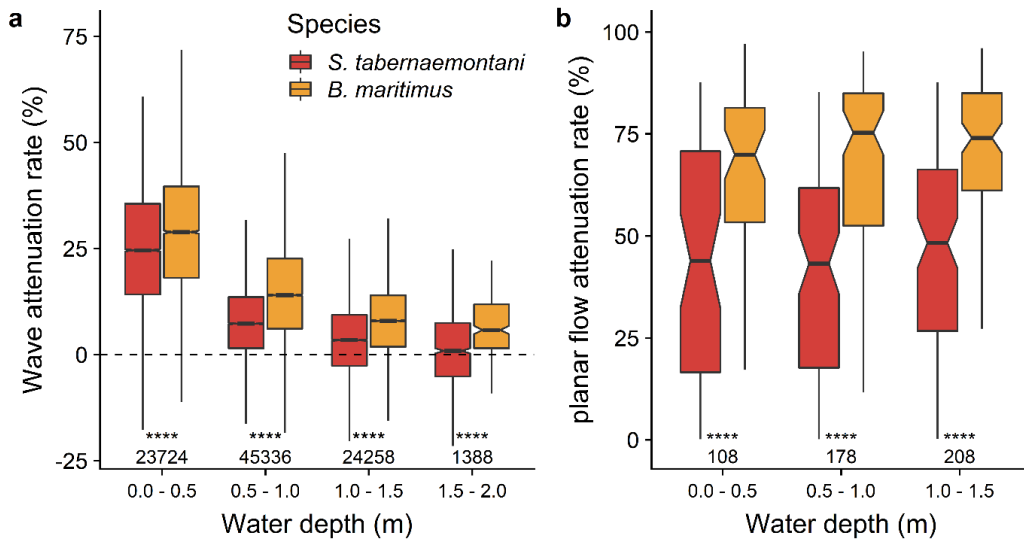 a
Species
S. tabernaemontani
B. maritimus
Wave attenuation rate (%)
75
50
25
0
-25
**** **** **** ****
23724 45336 24258 1388
0.0 - 0.5 0.5 - 1.0 1.0 - 1.5 1.5 - 2.0
Water depth (m)
b
planar flow attenuation rate (%)
100
75
50
25
0
**** **** ****
108 178 208
0.0 - 0.5 0.5 - 1.0 1.0 - 1.5
Water depth (m)